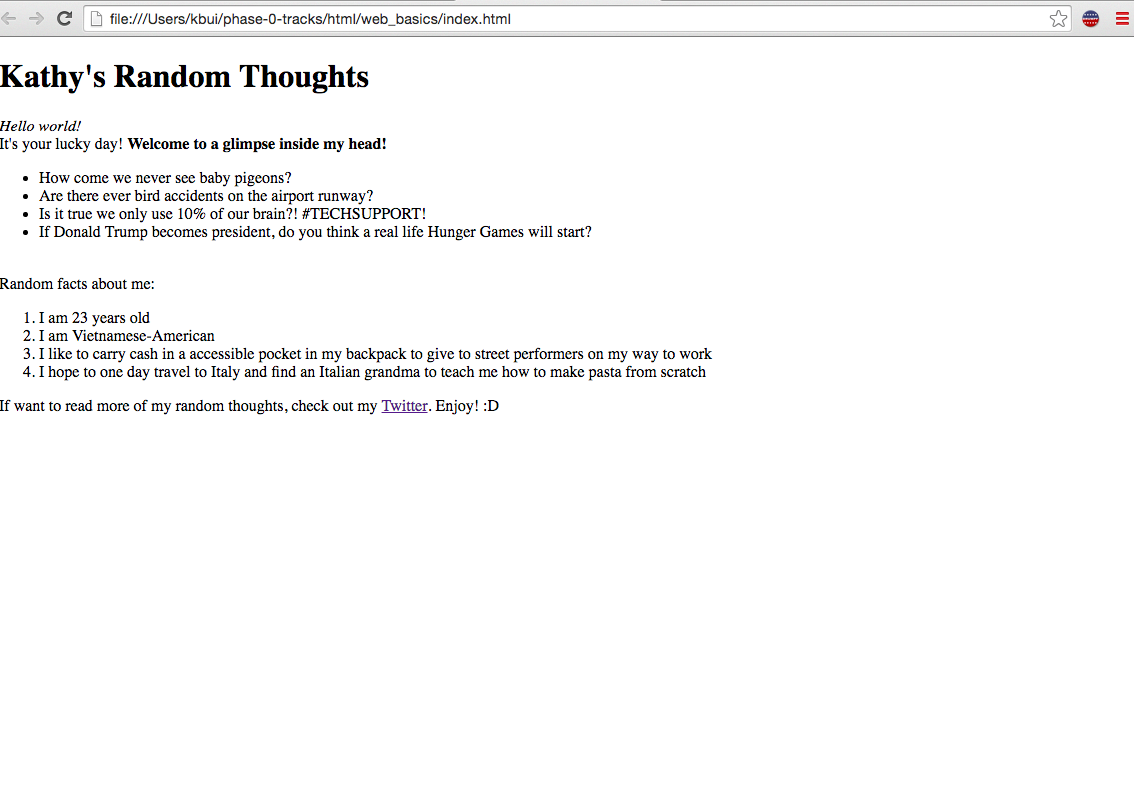 file:///Users/kbui/phase-0-tracks/html/web_basics/index.html
Kathy's Random Thoughts
Hello world!
It's your lucky day! Welcome to a glimpse inside my head!
• How come we never see baby pigeons?
• Are there ever bird accidents on the airport runway?
• Is it true we only use 10% of our brain?! #TECHSUPPORT!
• If Donald Trump becomes president, do you think a real life Hunger Games will start?
Random facts about me:
1. I am 23 years old
2. I am Vietnamese-American
3. I like to carry cash in a accessible pocket in my backpack to give to street performers on my way to work
4. I hope to one day travel to Italy and find an Italian grandma to teach me how to make pasta from scratch
If want to read more of my random thoughts, check out my Twitter. Enjoy! :D